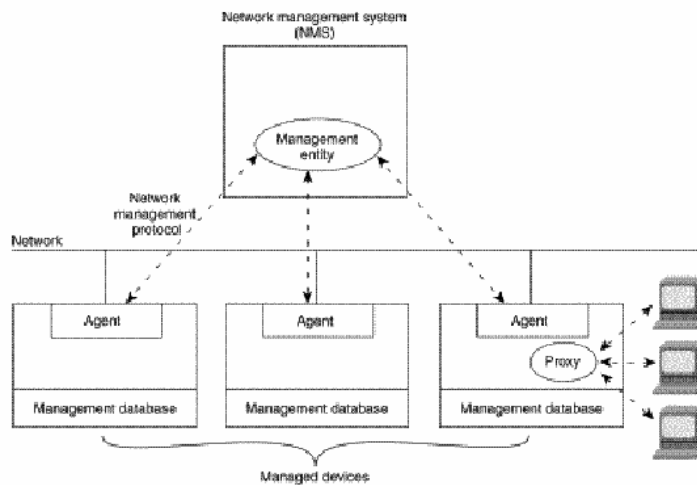 Network management system
(NMS)
Management
entity
Network
management
protocol
Network
Agent
Agent
Agent
Proxy
Management database
Management database
Management database
Managed devices